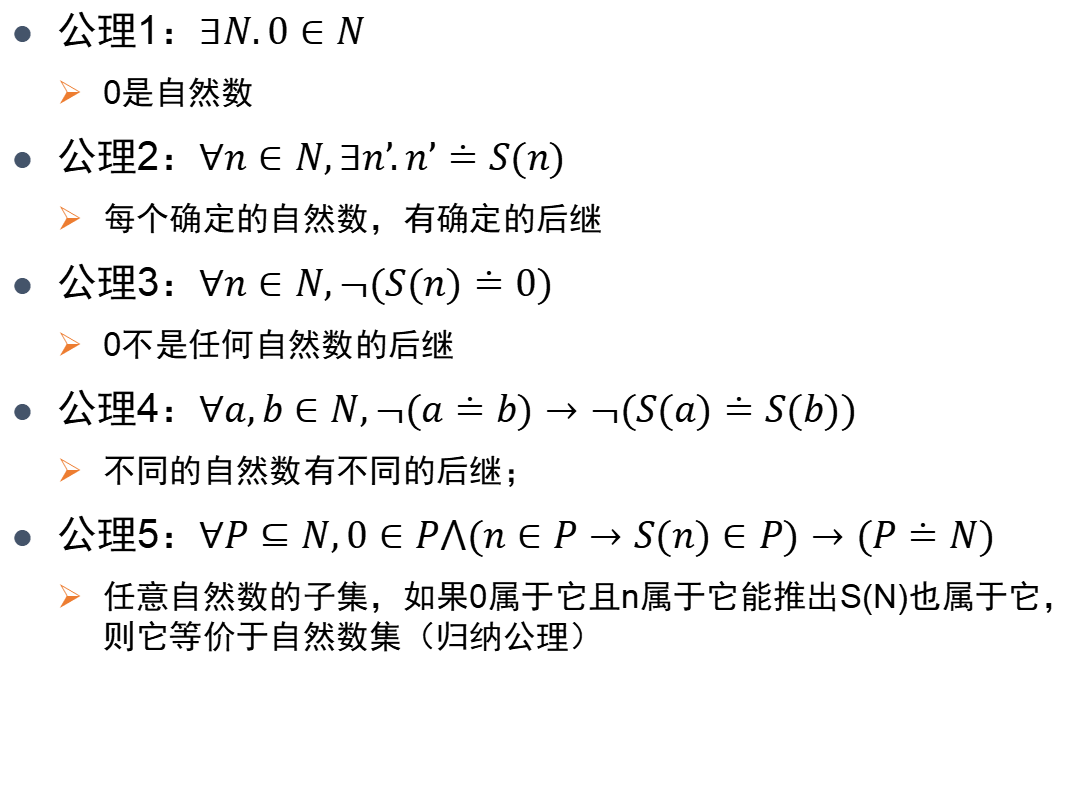 ● 公理1：∃N. 0 ∈ N
➢ 0是自然数
● 公理2：∀n ∈ N, ∃n’. n’ ≐ S(n)
➢ 每个确定的自然数，有确定的后继
● 公理3：∀n ∈ N, ¬(S(n) ≐ 0)
➢ 0不是任何自然数的后继
● 公理4：∀a, b ∈ N, ¬(a ≐ b) → ¬(S(a) ≐ S(b))
➢ 不同的自然数有不同的后继；
● 公理5：∀P ⊆ N, 0 ∈ P⋀(n ∈ P → S(n) ∈ P) → (P ≐ N)
➢ 任意自然数的子集，如果0属于它且n属于它能推出S(N)也属于它，
则它等价于自然数集（归纳公理）